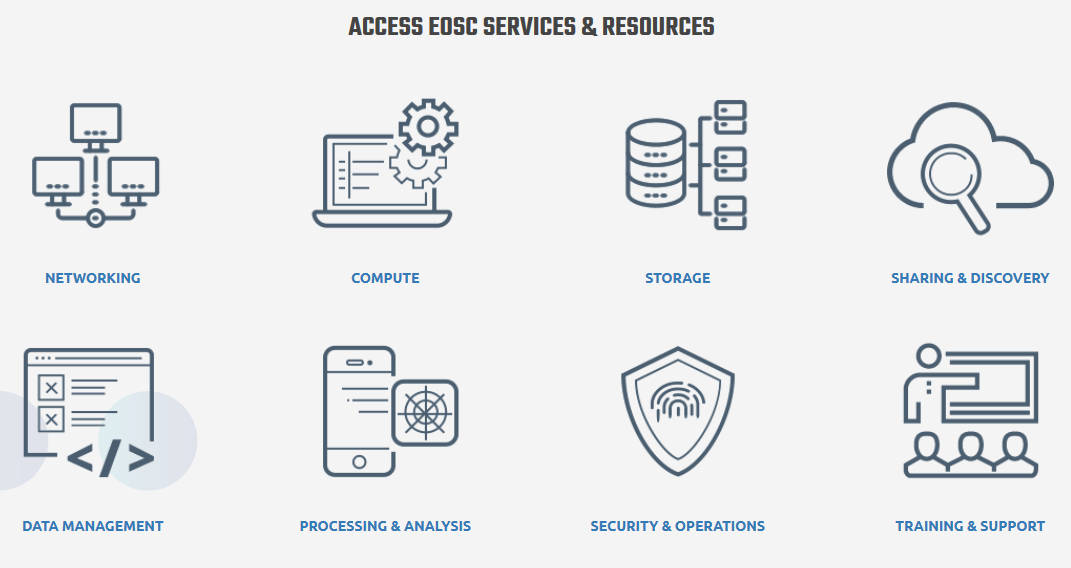 ACCESS EOSC SERVICES & RESOURCES
NETWORKING
COMPUTE
STORAGE
SHARING & DISCOVERY
</>
DATA MANAGEMENT
PROCESSING & ANALYSIS
SECURITY & OPERATIONS
TRAINING & SUPPORT